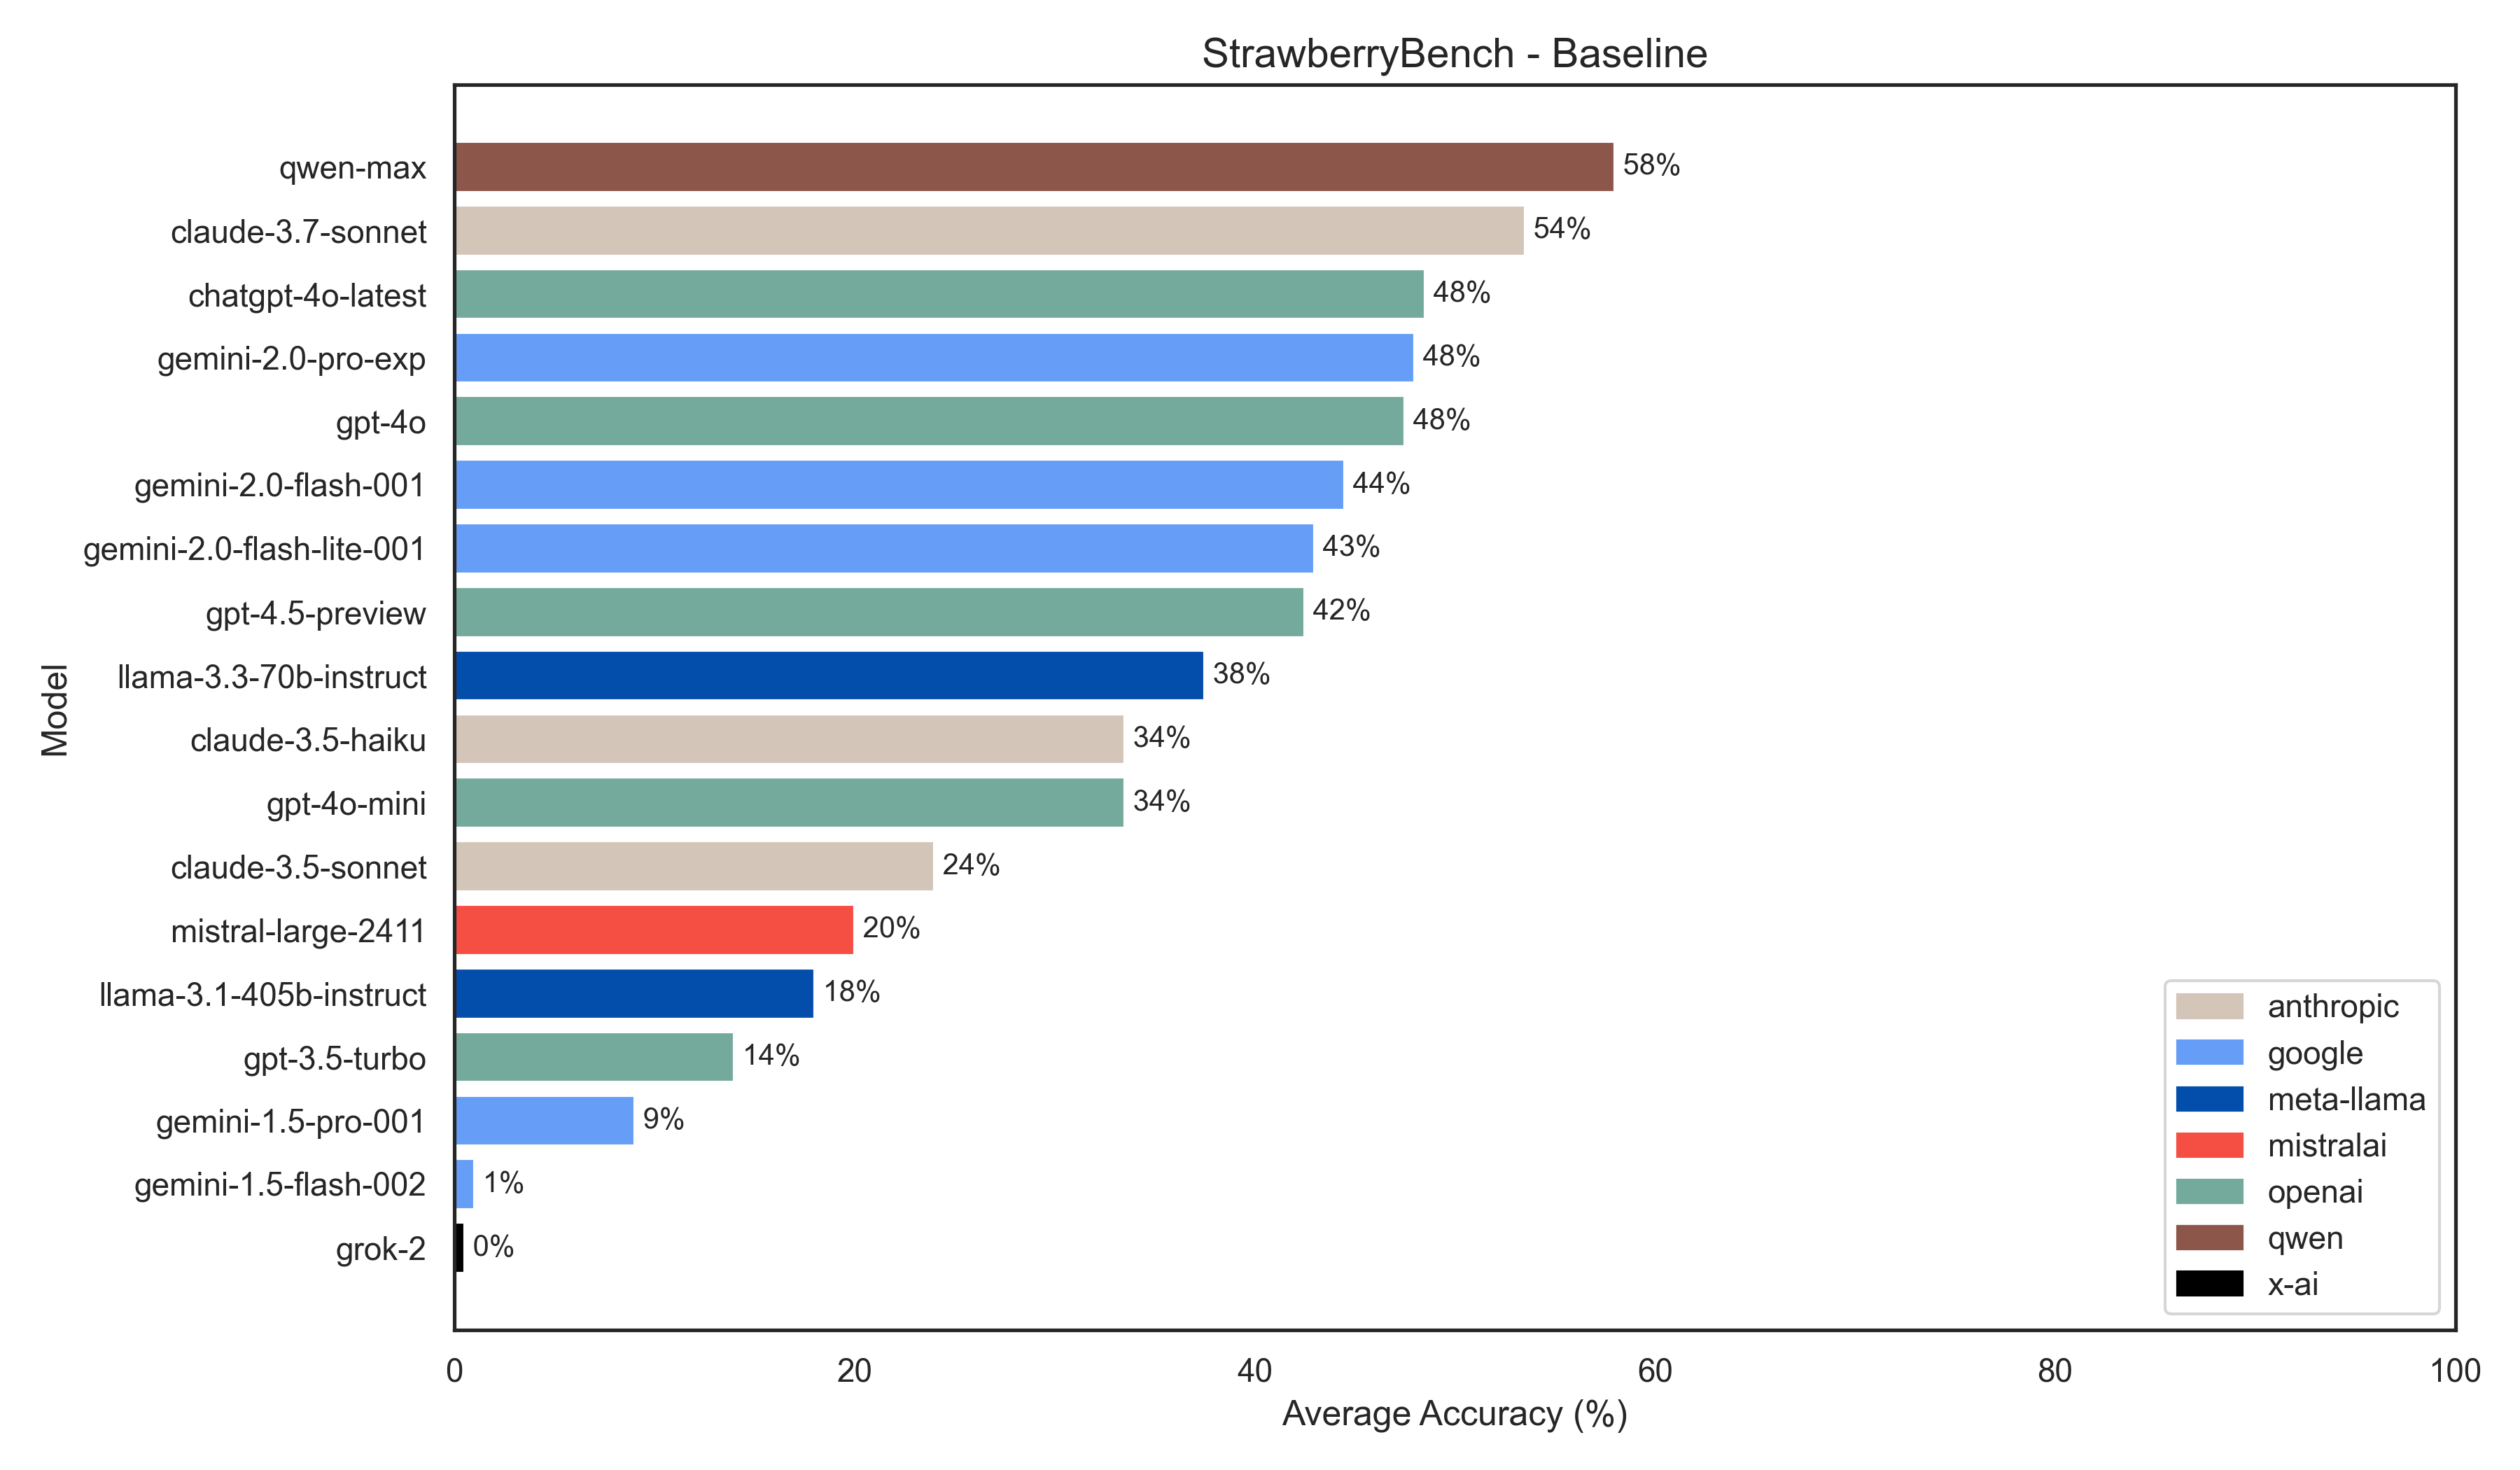 StrawberryBench - Baseline
Model
qwen-max 58%
claude-3.7-sonnet 54%
chatgpt-4o-latest 48%
gemini-2.0-pro-exp 48%
gpt-4o 48%
gemini-2.0-flash-001 44%
gemini-2.0-flash-lite-001 43%
gpt-4.5-preview 42%
llama-3.3-70b-instruct 38%
claude-3.5-haiku 34%
gpt-4o-mini 34%
claude-3.5-sonnet 24%
mistral-large-2411 20%
llama-3.1-405b-instruct 18%
gpt-3.5-turbo 14%
gemini-1.5-pro-001 9%
gemini-1.5-flash-002 1%
grok-2 0%
anthropic
google
meta-llama
mistralai
openai
qwen
x-ai
0 20 40 60 80 100
Average Accuracy (%)